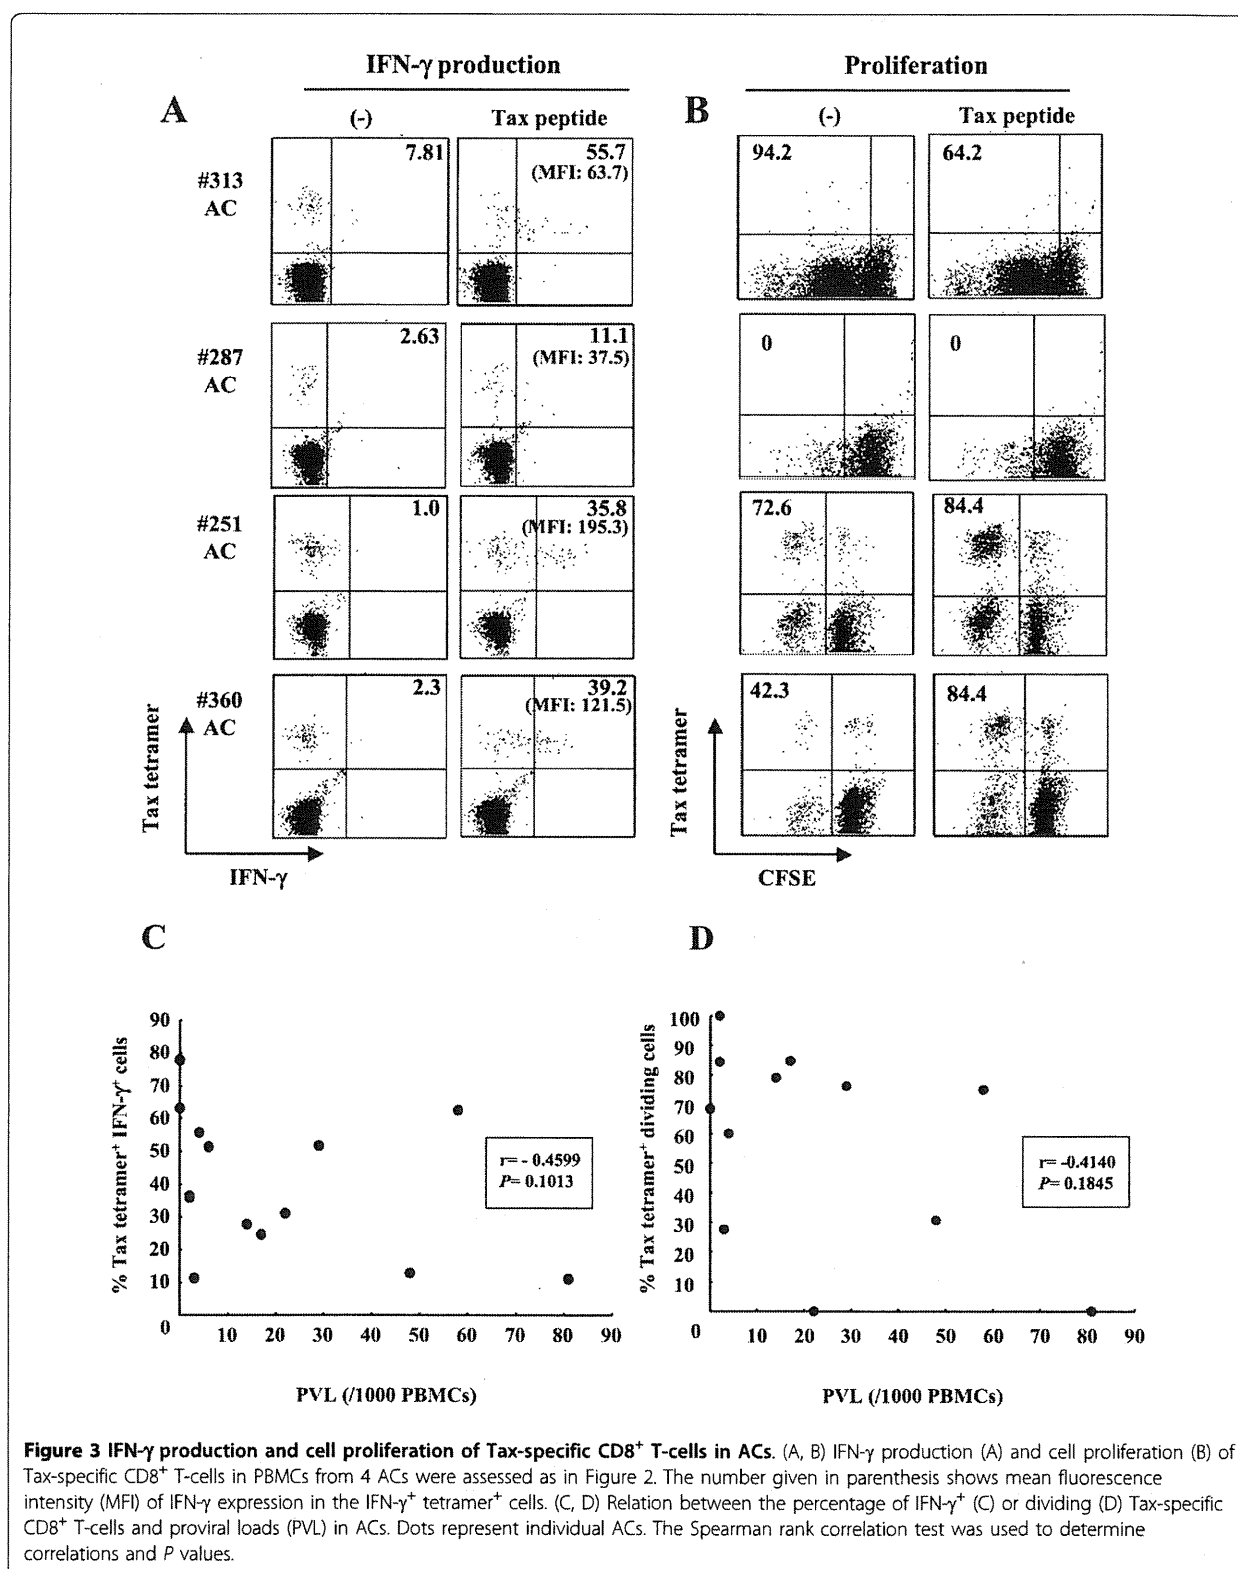 IFN-γ production
Proliferation
A
(-)
Tax peptide
B
(-)
Tax peptide
#313
AC
7.81
55.7
(MFI: 63.7)
94.2
64.2
#287
AC
2.63
11.1
(MFI: 37.5)
0
0
#251
AC
1.0
35.8
(MFI: 195.3)
72.6
84.4
#360
AC
2.3
39.2
(MFI: 121.5)
42.3
84.4
Tax tetramer
IFN-γ
Tax tetramer
CFSE
C
% Tax tetramer⁺ IFN-γ⁺ cells
90
80
70
60
50
40
30
20
10
0
10 20 30 40 50 60 70 80 90
r= - 0.4599
P= 0.1013
PVL (/1000 PBMCs)
D
% Tax tetramer⁺ dividing cells
100
90
80
70
60
50
40
30
20
10
0
10 20 30 40 50 60 70 80 90
r= -0.4140
P= 0.1845
PVL (/1000 PBMCs)
Figure 3 IFN-γ production and cell proliferation of Tax-specific CD8⁺ T-cells in ACs. (A, B) IFN-γ production (A) and cell proliferation (B) of
Tax-specific CD8⁺ T-cells in PBMCs from 4 ACs were assessed as in Figure 2. The number given in parenthesis shows mean fluorescence
intensity (MFI) of IFN-γ expression in the IFN-γ⁺ tetramer⁺ cells. (C, D) Relation between the percentage of IFN-γ⁺ (C) or dividing (D) Tax-specific
CD8⁺ T-cells and proviral loads (PVL) in ACs. Dots represent individual ACs. The Spearman rank correlation test was used to determine
correlations and P values.